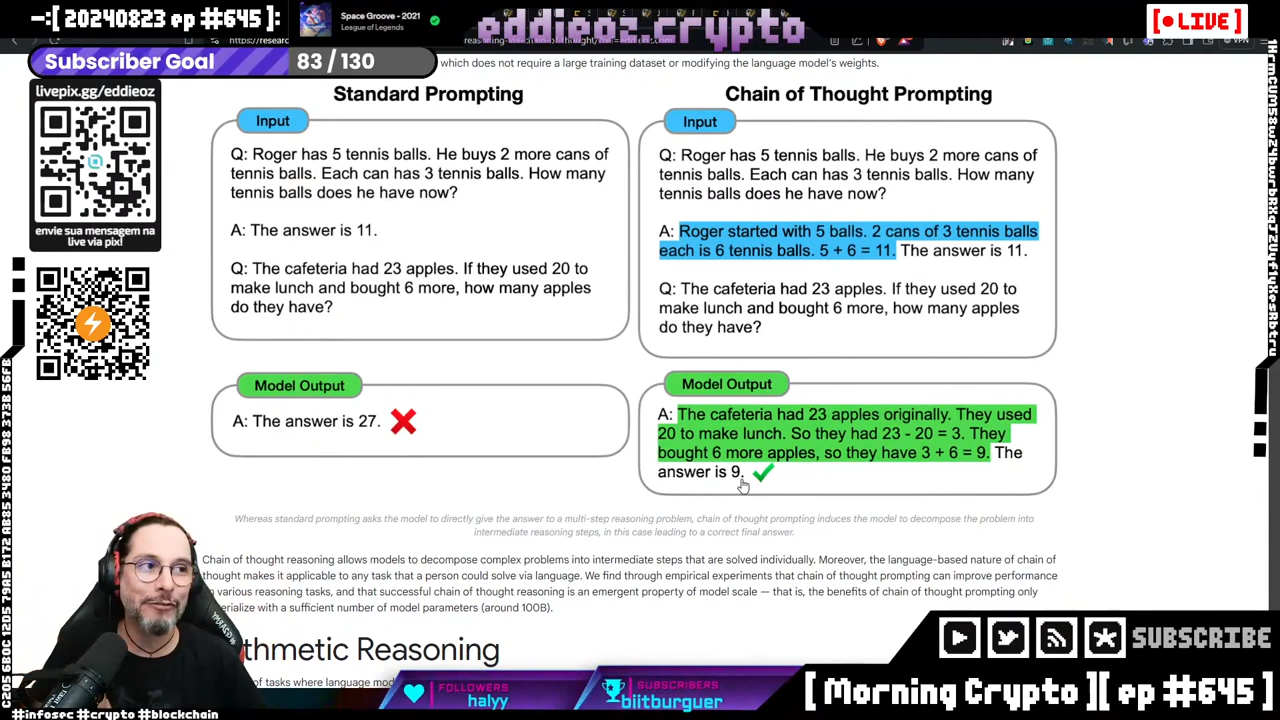 —:[ 20240823 ep #645]:
Space Groove - 2021
League of Legends
eddieoz.crypto
[ ● LIVE ]
https://researc
Subscriber Goal
83 / 130
which does not require a large training dataset or modifying the language model's weights.
livepix.gg/eddieoz
envie sua mensagem na
live via pix!
Standard Prompting
Input
Q: Roger has 5 tennis balls. He buys 2 more cans of
tennis balls. Each can has 3 tennis balls. How many
tennis balls does he have now?
A: The answer is 11.
Q: The cafeteria had 23 apples. If they used 20 to
make lunch and bought 6 more, how many apples
do they have?
Model Output
A: The answer is 27.
Chain of Thought Prompting
Input
Q: Roger has 5 tennis balls. He buys 2 more cans of
tennis balls. Each can has 3 tennis balls. How many
tennis balls does he have now?
A: Roger started with 5 balls. 2 cans of 3 tennis balls
each is 6 tennis balls. 5 + 6 = 11. The answer is 11.
Q: The cafeteria had 23 apples. If they used 20 to
make lunch and bought 6 more, how many apples
do they have?
Model Output
A: The cafeteria had 23 apples originally. They used
20 to make lunch. So they had 23 - 20 = 3. They
bought 6 more apples, so they have 3 + 6 = 9. The
answer is 9.
Whereas standard prompting asks the model to directly give the answer to a multi-step reasoning problem, chain of thought prompting induces the model to decompose the problem into
intermediate reasoning steps, in this case leading to a correct final answer.
Chain of thought reasoning allows models to decompose complex problems into intermediate steps that are solved individually. Moreover, the language-based nature of chain of
thought makes it applicable to any task that a person could solve via language. We find through empirical experiments that chain of thought prompting can improve performance
various reasoning tasks, and that successful chain of thought reasoning is an emergent property of model scale — that is, the benefits of chain of thought prompting only
erialize with a sufficient number of model parameters (around 100B).
thmetic Reasoning
of tasks where language mod
SUBSCRIBE
FOLLOWERS
halyy
SUBSCRIBERS
biitburguer
[ Morning Crypto ][ ep #645 ]
#infosec #crypto #blockchain